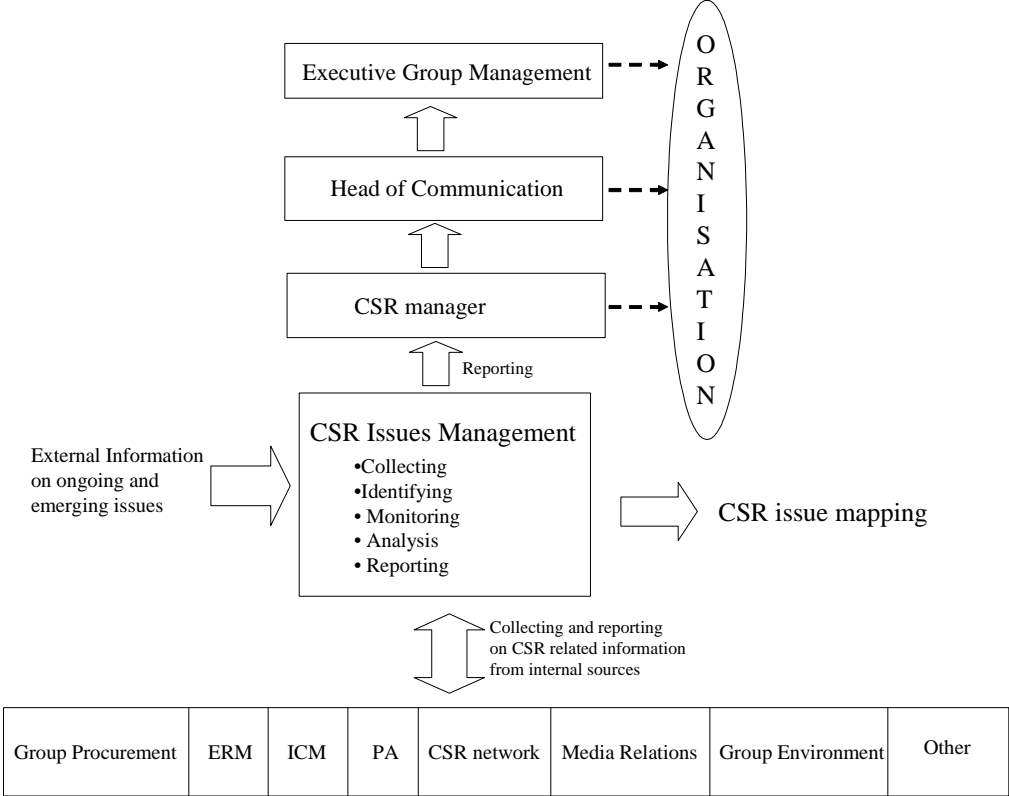 Executive Group Management
Head of Communication
CSR manager
O
R
G
A
N
I
S
A
T
I
O
N
Reporting
CSR Issues Management
•Collecting
•Identifying
• Monitoring
• Analysis
• Reporting
External Information
on ongoing and
emerging issues
CSR issue mapping
Collecting and reporting
on CSR related information
from internal sources
Group Procurement
ERM
ICM
PA
CSR network
Media Relations
Group Environment
Other